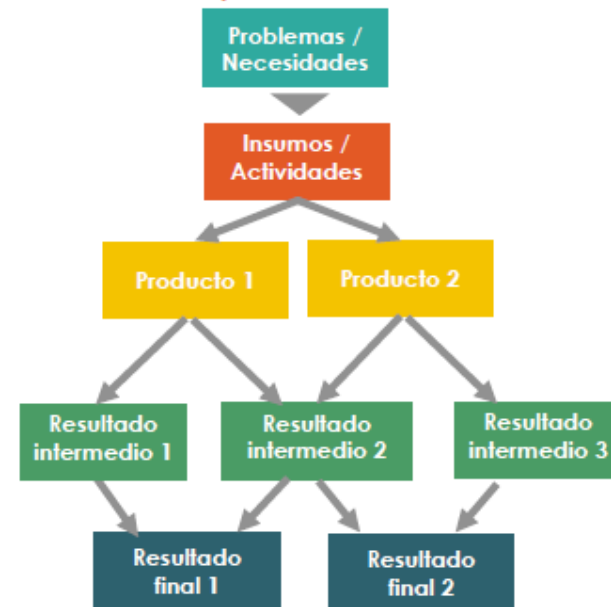 Problemas /
Necesidades
Insumos /
Actividades
Producto 1
Producto 2
Resultado
intermedio 1
Resultado
intermedio 2
Resultado
intermedio 3
Resultado
final 1
Resultado
final 2